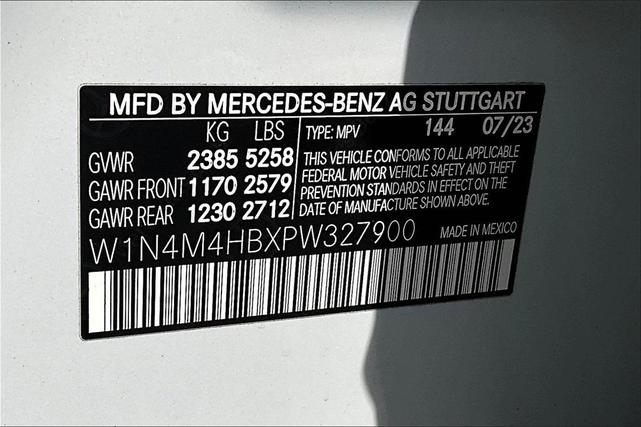 MFD BY MERCEDES-BENZ AG STUTTGART
KG LBS TYPE: MPV 144 07/23
GVWR 2385 5258
GAWR FRONT 1170 2579
GAWR REAR 1230 2712
THIS VEHICLE CONFORMS TO ALL APPLICABLE
FEDERAL MOTOR VEHICLE SAFETY AND THEFT
PREVENTION STANDARDS IN EFFECT ON THE
DATE OF MANUFACTURE SHOWN ABOVE.
W1N4M4HBXPW327900 MADE IN MEXICO